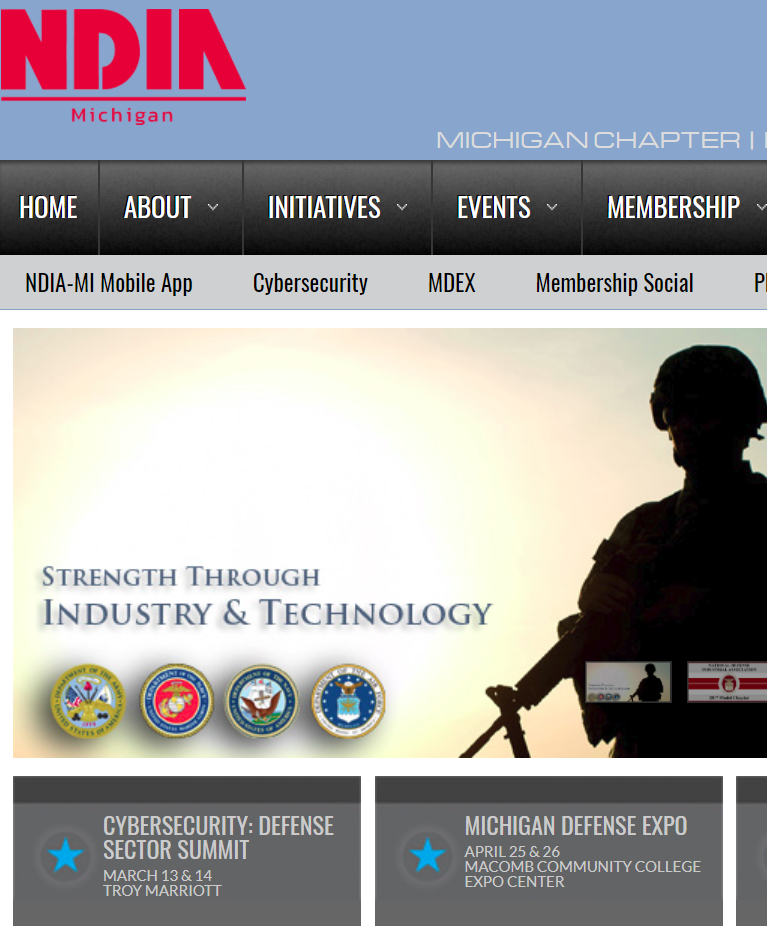 NDIA
Michigan
MICHIGAN CHAPTER |
HOME ABOUT INITIATIVES EVENTS MEMBERSHIP
NDIA-MI Mobile App Cybersecurity MDEX Membership Social
STRENGTH THROUGH
INDUSTRY & TECHNOLOGY
CYBERSECURITY: DEFENSE
SECTOR SUMMIT
MARCH 13 & 14
TROY MARRIOTT
MICHIGAN DEFENSE EXPO
APRIL 25 & 26
MACOMB COMMUNITY COLLEGE
EXPO CENTER